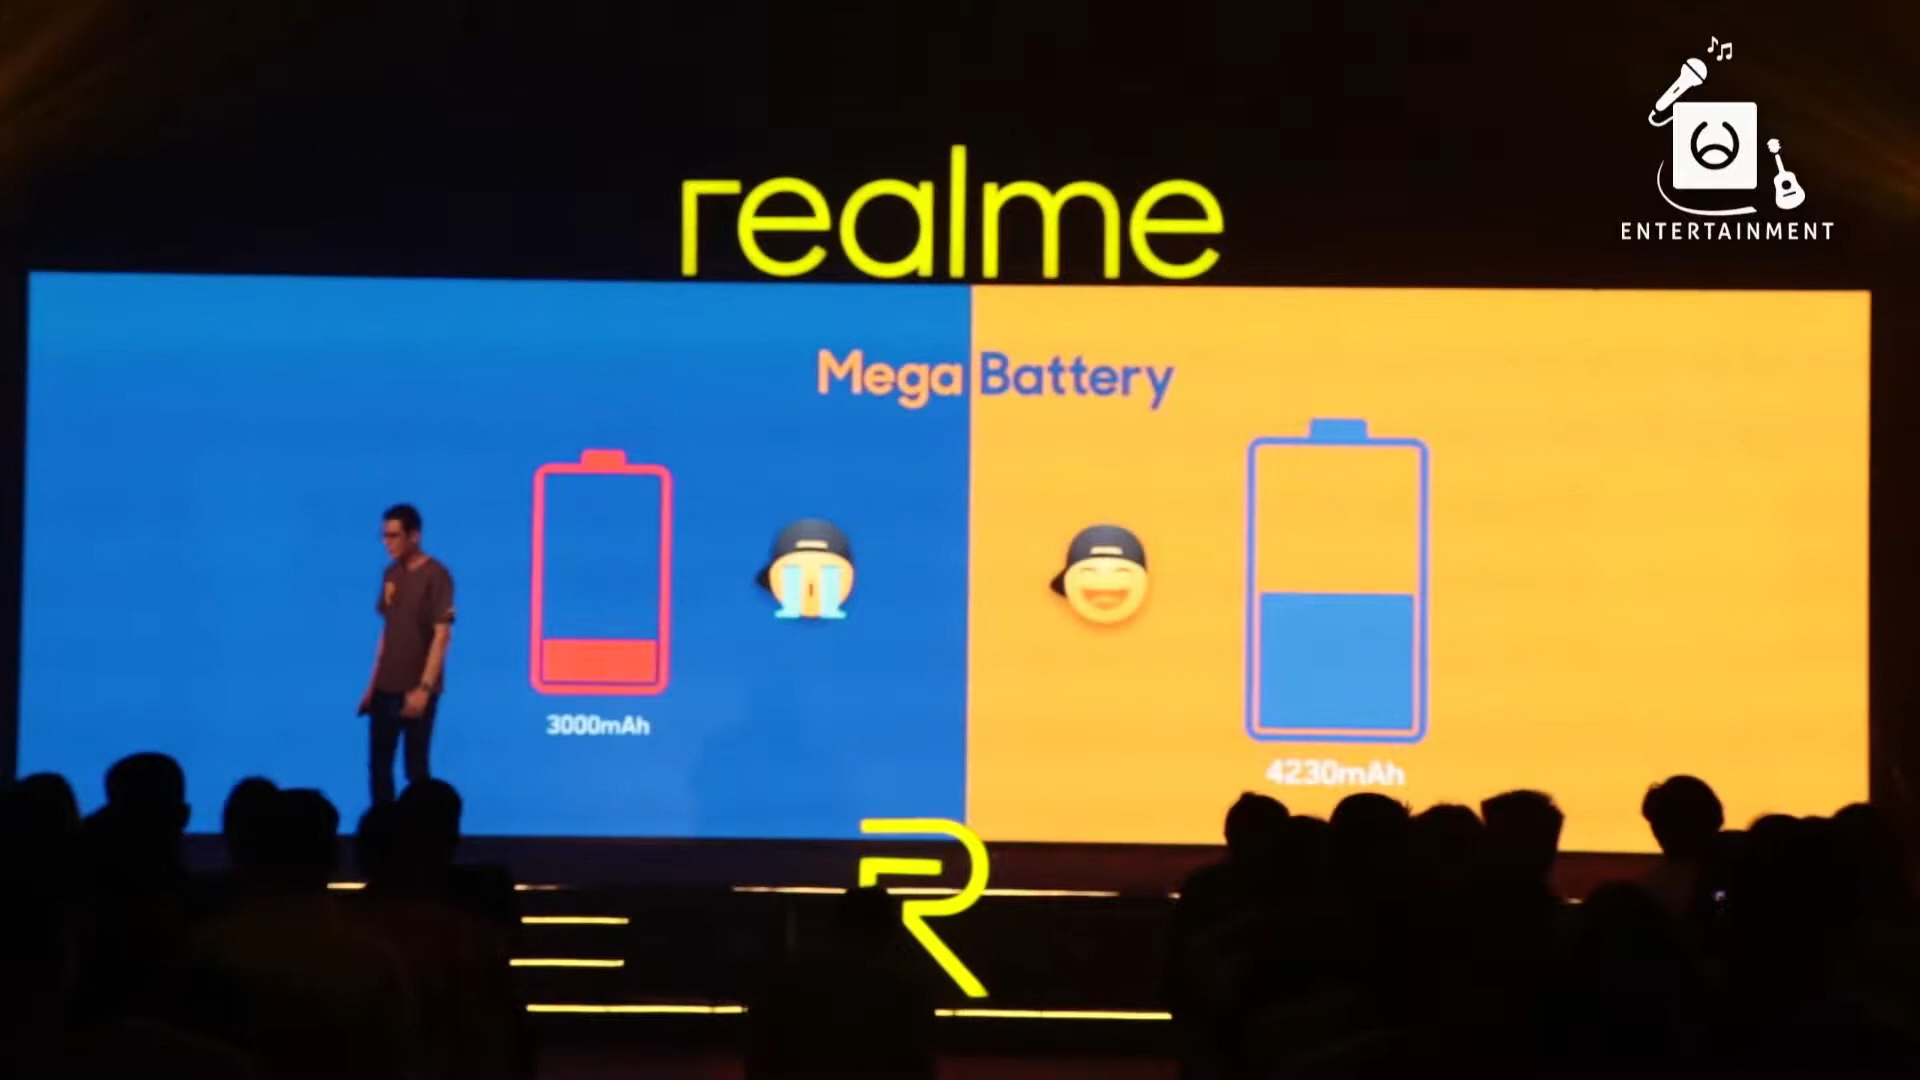 realme
ENTERTAINMENT
Mega Battery
3000mAh
4230mAh
R